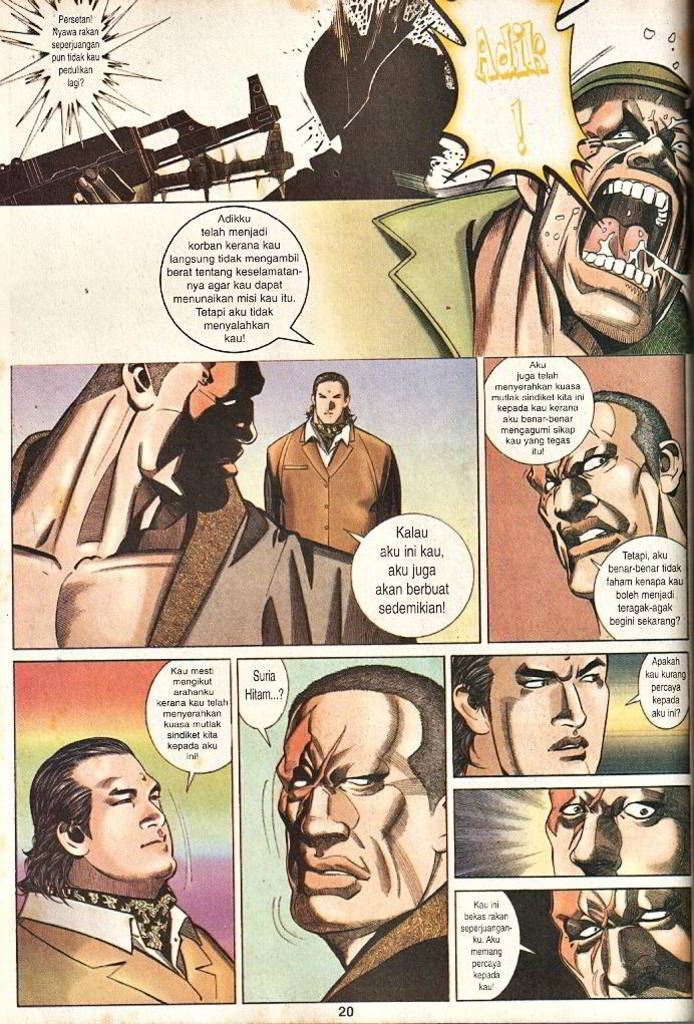 Persetan!
Nyawa rakan
seperjuangan
pun tidak kau
pedulikan
lagi?
Adik
!
Adikku
telah menjadi
korban kerana kau
langsung tidak mengambil
berat tentang keselamatan-
nya agar kau dapat
menunaikan misi kau itu.
Tetapi aku tidak
menyalahkan
kau!
Kalau
aku ini kau,
aku juga
akan berbuat
sedemikian!
Aku
juga telah
menyerahkan kuasa
mutlak sindiket kita ini
kepada kau kerana
aku benar-benar
mengagumi sikap
kau yang tegas
itu!
Tetapi, aku
benar-benar tidak
faham kenapa kau
boleh menjadi
teragak-agak
begini sekarang?
Kau mesti
mengikut
arahanku
kerana kau telah
menyerahkan
kuasa mutlak
sindiket kita
kepada aku
ini!
Suria
Hitam...?
Apakah
kau kurang
percaya
kepada
aku ini?
Kau ini
bekas rakan
seperjuangan-
ku. Aku
memang
percaya
kepada
kau!
20